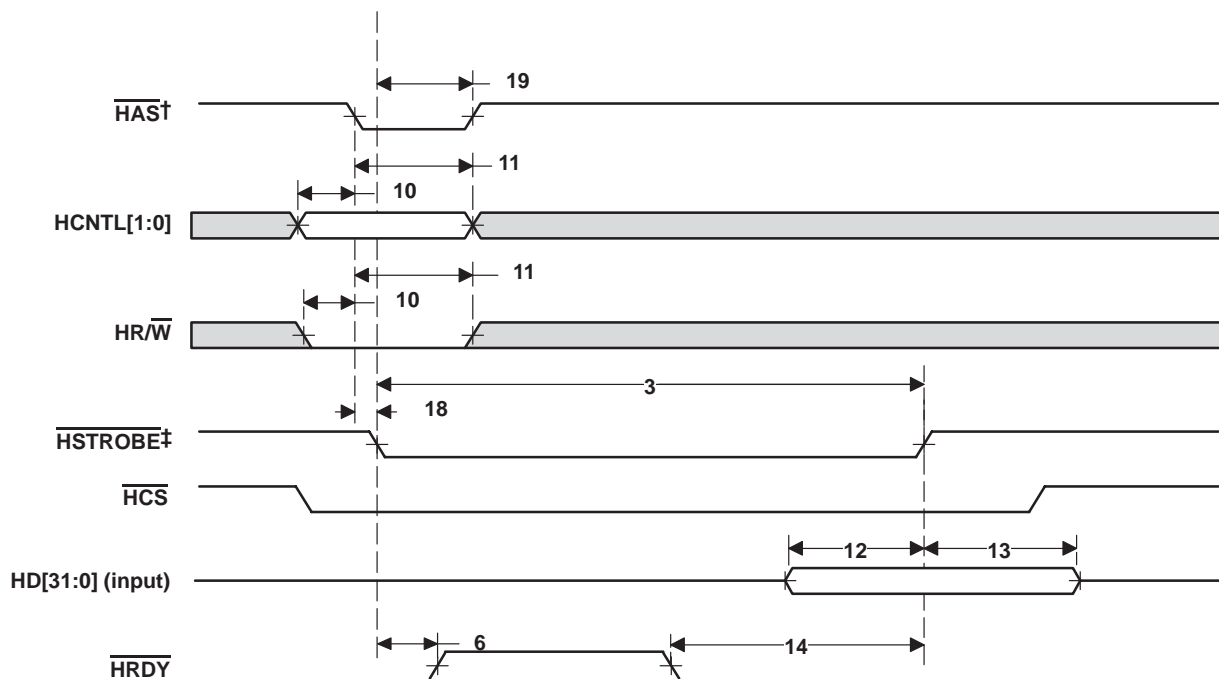 19
HAS†
11
10
HCNTL[1:0]
11
10
HR/W
3
18
HSTROBE‡
HCS
12 13
HD[31:0] (input)
6 14
HRDY